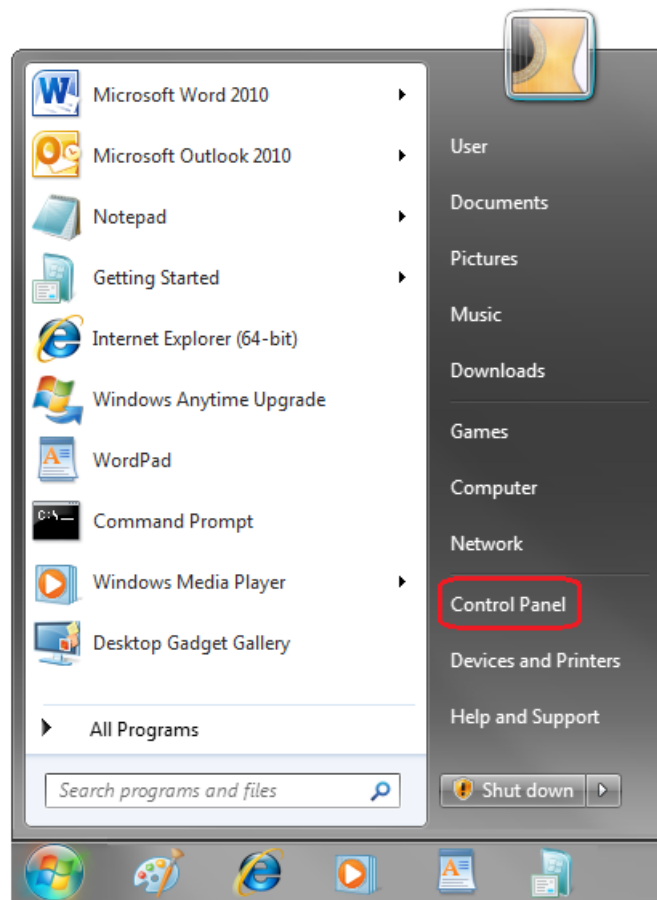 Microsoft Word 2010
Microsoft Outlook 2010
Notepad
Getting Started
Internet Explorer (64-bit)
Windows Anytime Upgrade
WordPad
C:\_
Command Prompt
Windows Media Player
Desktop Gadget Gallery
All Programs
Search programs and files
User
Documents
Pictures
Music
Downloads
Games
Computer
Network
Control Panel
Devices and Printers
Help and Support
Shut down